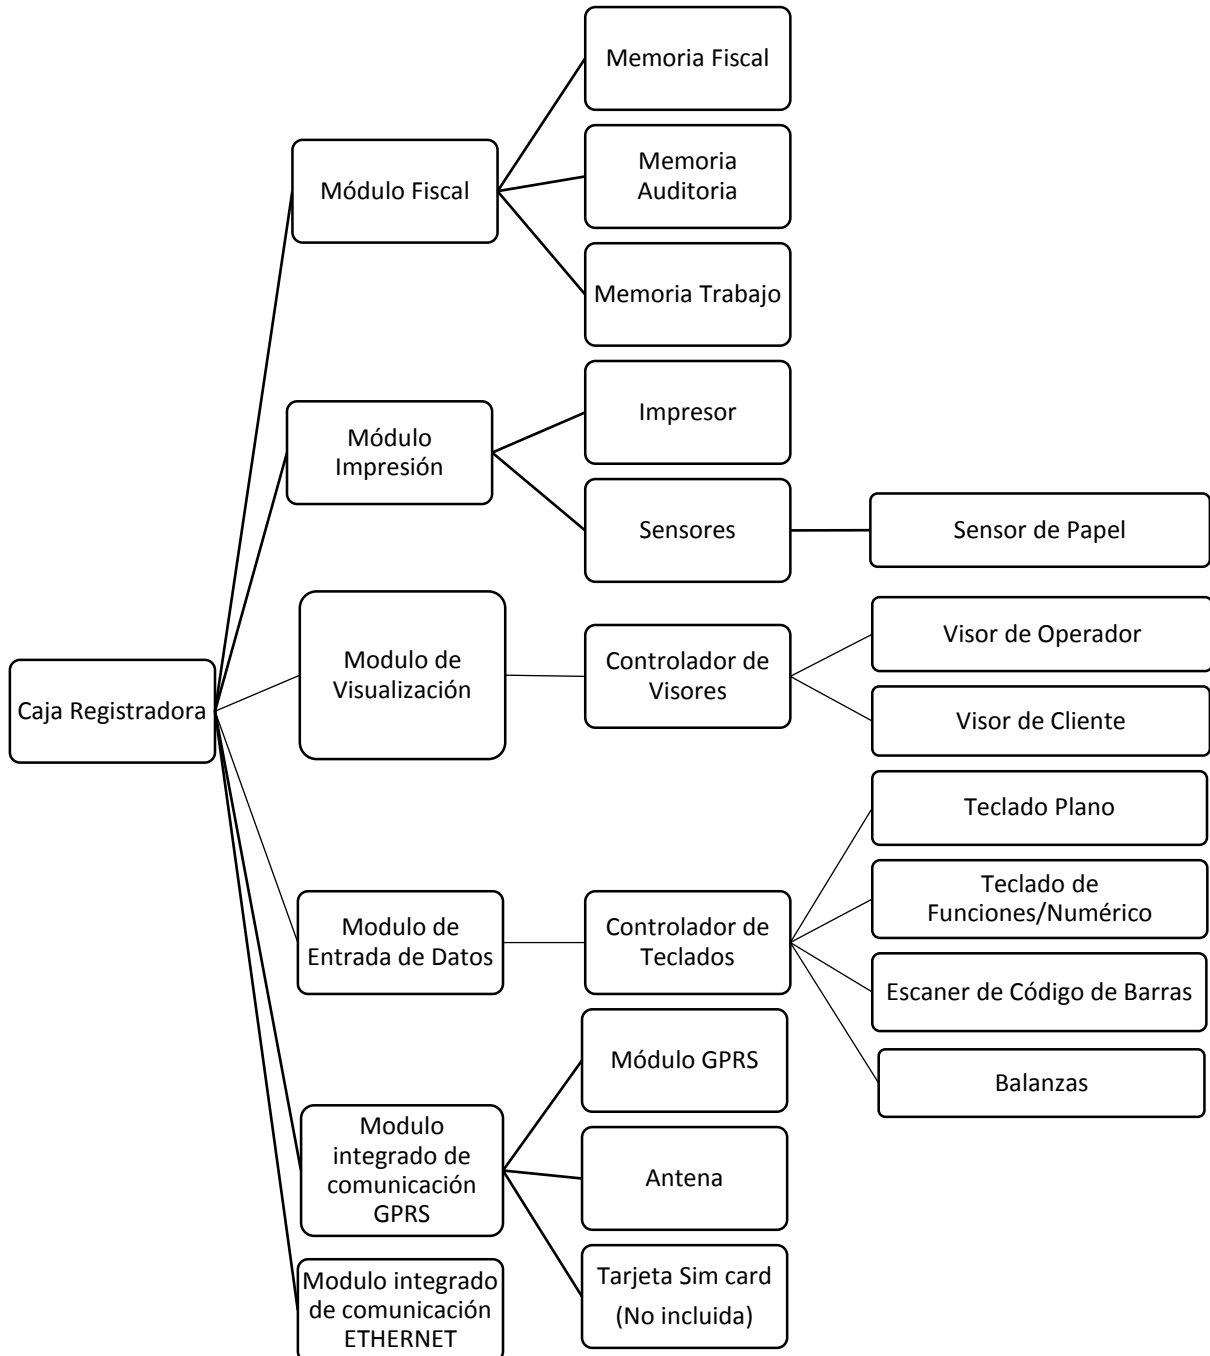 Memoria Fiscal
Memoria
Auditoria
Módulo Fiscal
Memoria Trabajo
Impresor
Módulo
Impresión
Sensores
Sensor de Papel
Visor de Operador
Modulo de
Visualización
Controlador de
Visores
Caja Registradora
Visor de Cliente
Teclado Plano
Teclado de
Funciones/Numérico
Modulo de
Entrada de Datos
Controlador de
Teclados
Escaner de Código de Barras
Módulo GPRS
Balanzas
Modulo
integrado de
comunicación
GPRS
Antena
Tarjeta Sim card
(No incluida)
Modulo integrado
de comunicación
ETHERNET